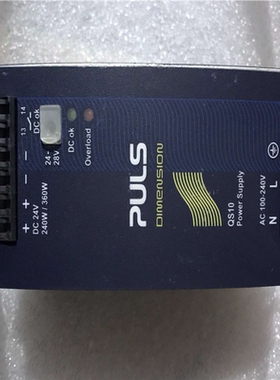 13 14
DC ok
DC ok
Overload
24 -
28V
+ + - -
DC 24V
240W / 360W
PULS
DIMENSION
QS10
Power Supply
N L
AC 100-240V